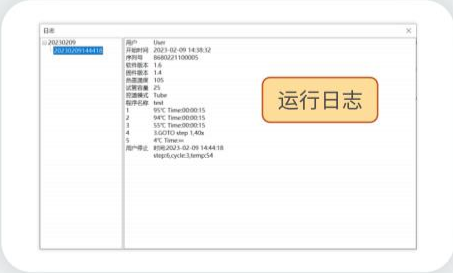 日志
20230209
20230209144418
用户 User
开始时间 2023-02-09 14:38:32
序列号 8680221100005
软件版本 1.6
固件版本 1.4
热盖温度 105
试管容量 25
控温模式 Tube
程序名称 test
1 95℃ Time:00:00:15
2 94℃ Time:00:00:15
3 55℃ Time:00:00:15
4 3.GOTO step 1,40x
5 4℃ Time:∞
用户停止 时间:2023-02-09 14:44:18
step:6,cycle:3,temp:54
运行日志